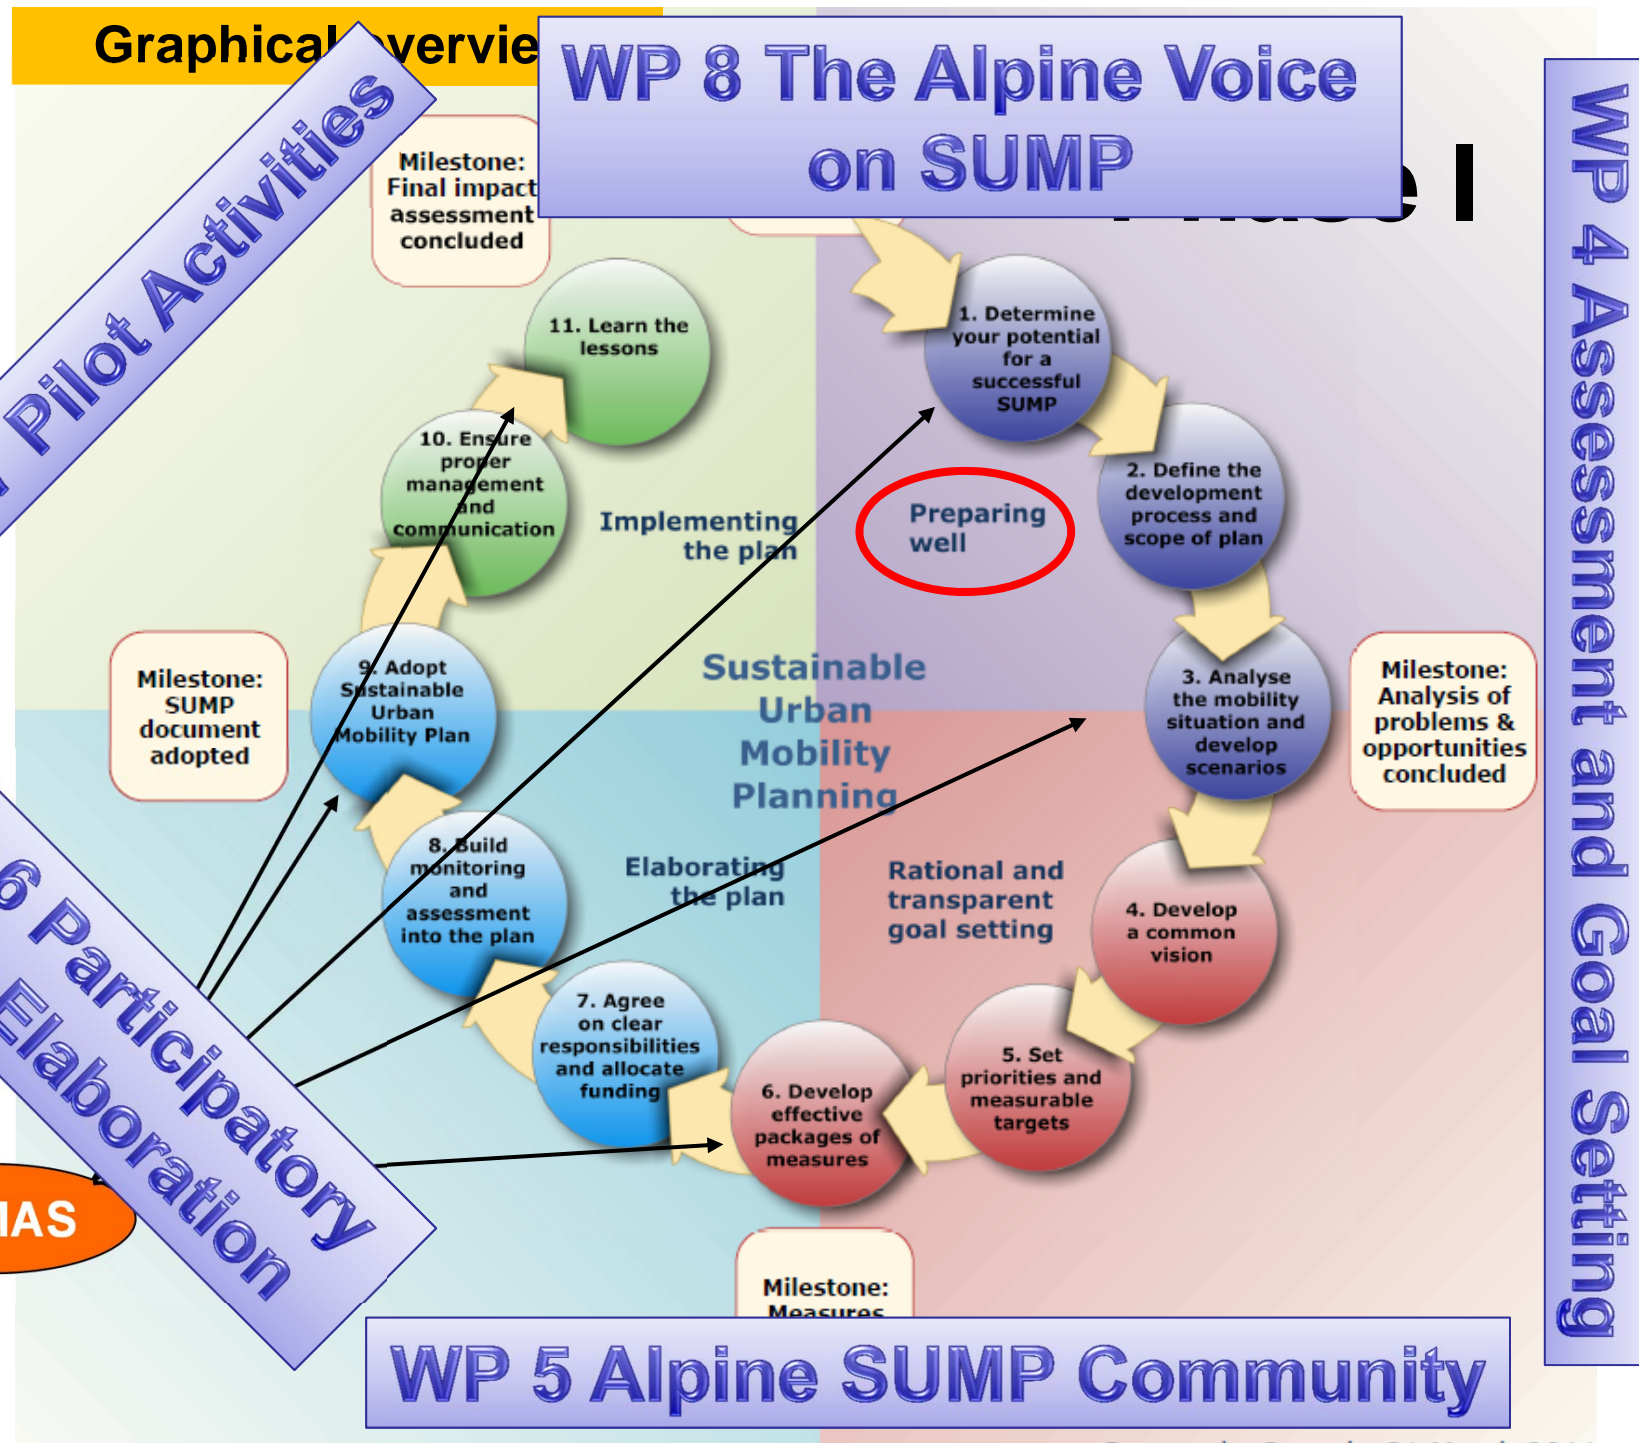 Graphical
WP 8 The Alpine Voice
on SUMP
I
Pilot Activities
WP 4 Assessment and Goal Setting
Milestone:
Final impact
assessment
concluded
11. Learn the
lessons
1. Determine
your potential
for a
successful
SUMP
10. Ensure
proper
management
and
communication
2. Define the
development
process and
scope of plan
Implementing
the plan
Preparing
well
Milestone:
SUMP
document
adopted
9. Adopt
Sustainable
Urban
Mobility Plan
Sustainable
Urban
Mobility
Planning
3. Analyse
the mobility
situation and
develop
scenarios
Milestone:
Analysis of
problems &
opportunities
concluded
8. Build
monitoring
and
assessment
into the plan
Elaborating
the plan
Rational and
transparent
goal setting
4. Develop
a common
vision
7. Agree
on clear
responsibilities
and allocate
funding
6. Develop
effective
packages of
measures
5. Set
priorities and
measurable
targets
6 Participatory
Elaboration
MAS
Milestone:
Measures
WP 5 Alpine SUMP Community